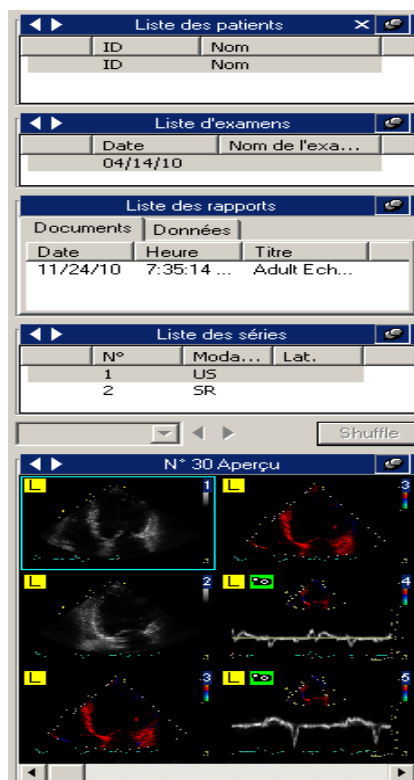 Liste des patients
ID Nom
ID Nom
Liste d'examens
Date Nom de l'exa...
04/14/10
Liste des rapports
Documents Données
Date Heure Titre
11/24/10 7:35:14 ... Adult Ech...
Liste des séries
N° Moda... Lat.
1 US
2 SR
Shuffle
N° 30 Aperçu
L 1 L 3
L 2 L 4
L 3 L 5